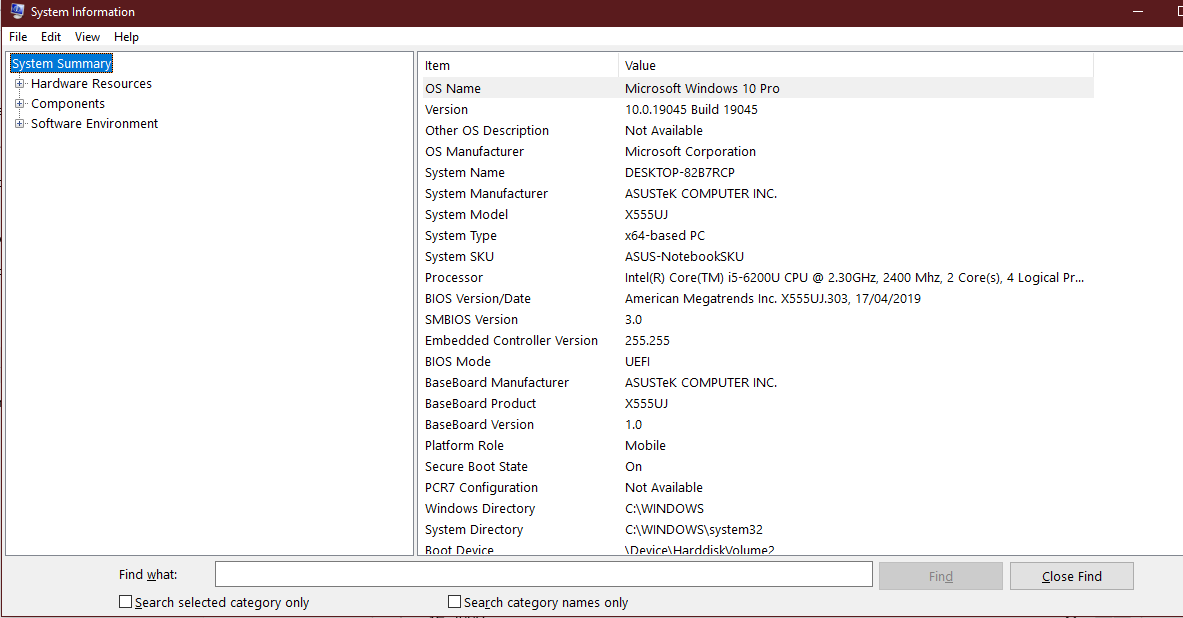 System Information
File Edit View Help
System Summary
Hardware Resources
Components
Software Environment
Item Value
OS Name Microsoft Windows 10 Pro
Version 10.0.19045 Build 19045
Other OS Description Not Available
OS Manufacturer Microsoft Corporation
System Name DESKTOP-82B7RCP
System Manufacturer ASUSTeK COMPUTER INC.
System Model X555UJ
System Type x64-based PC
System SKU ASUS-NotebookSKU
Processor Intel(R) Core(TM) i5-6200U CPU @ 2.30GHz, 2400 Mhz, 2 Core(s), 4 Logical Pr...
BIOS Version/Date American Megatrends Inc. X555UJ.303, 17/04/2019
SMBIOS Version 3.0
Embedded Controller Version 255.255
BIOS Mode UEFI
BaseBoard Manufacturer ASUSTeK COMPUTER INC.
BaseBoard Product X555UJ
BaseBoard Version 1.0
Platform Role Mobile
Secure Boot State On
PCR7 Configuration Not Available
Windows Directory C:\WINDOWS
System Directory C:\WINDOWS\system32
Boot Device \Device\HarddiskVolume2
Find what: Find Close Find
Search selected category only Search category names only